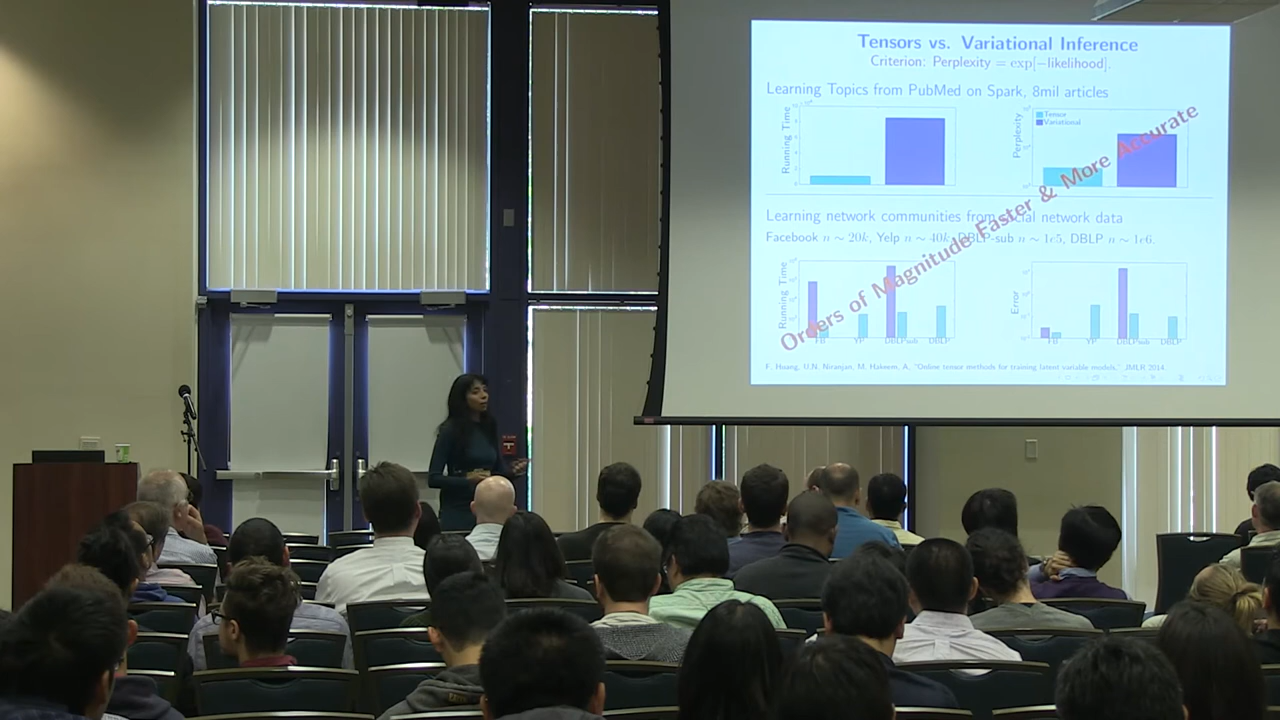 Tensors vs. Variational Inference
Criterion: Perplexity = exp[−likelihood].
Learning Topics from PubMed on Spark, 8mil articles
Running Time
Perplexity
Tensor
Variational
Orders of Magnitude Faster & More Accurate
Learning network communities from social network data
Facebook n ∼ 20k, Yelp n ∼ 40k, DBLP-sub n ∼ 1e5, DBLP n ∼ 1e6.
Running Time
FB YP DBLPsub DBLP
Error
FB YP DBLPsub DBLP
F. Huang, U.N. Niranjan, M. Hakeem, A. "Online tensor methods for training latent variable models," JMLR 2014.